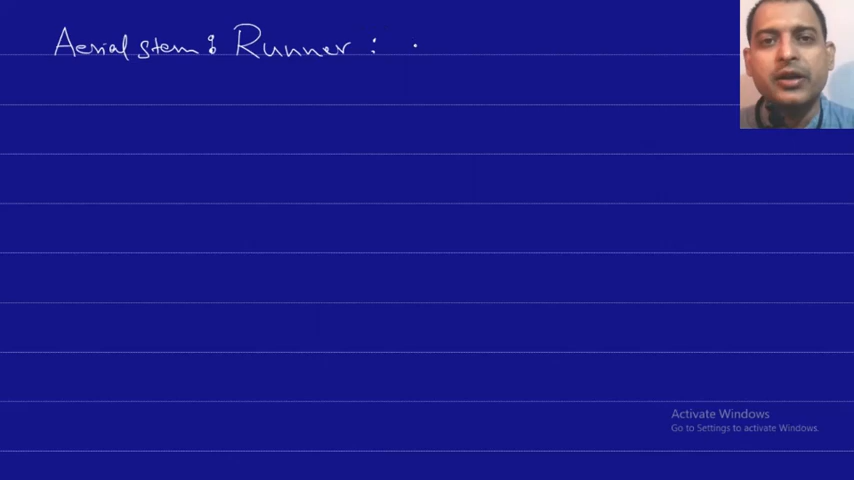 Aerial stem : Runner :
Activate Windows
Go to Settings to activate Windows.